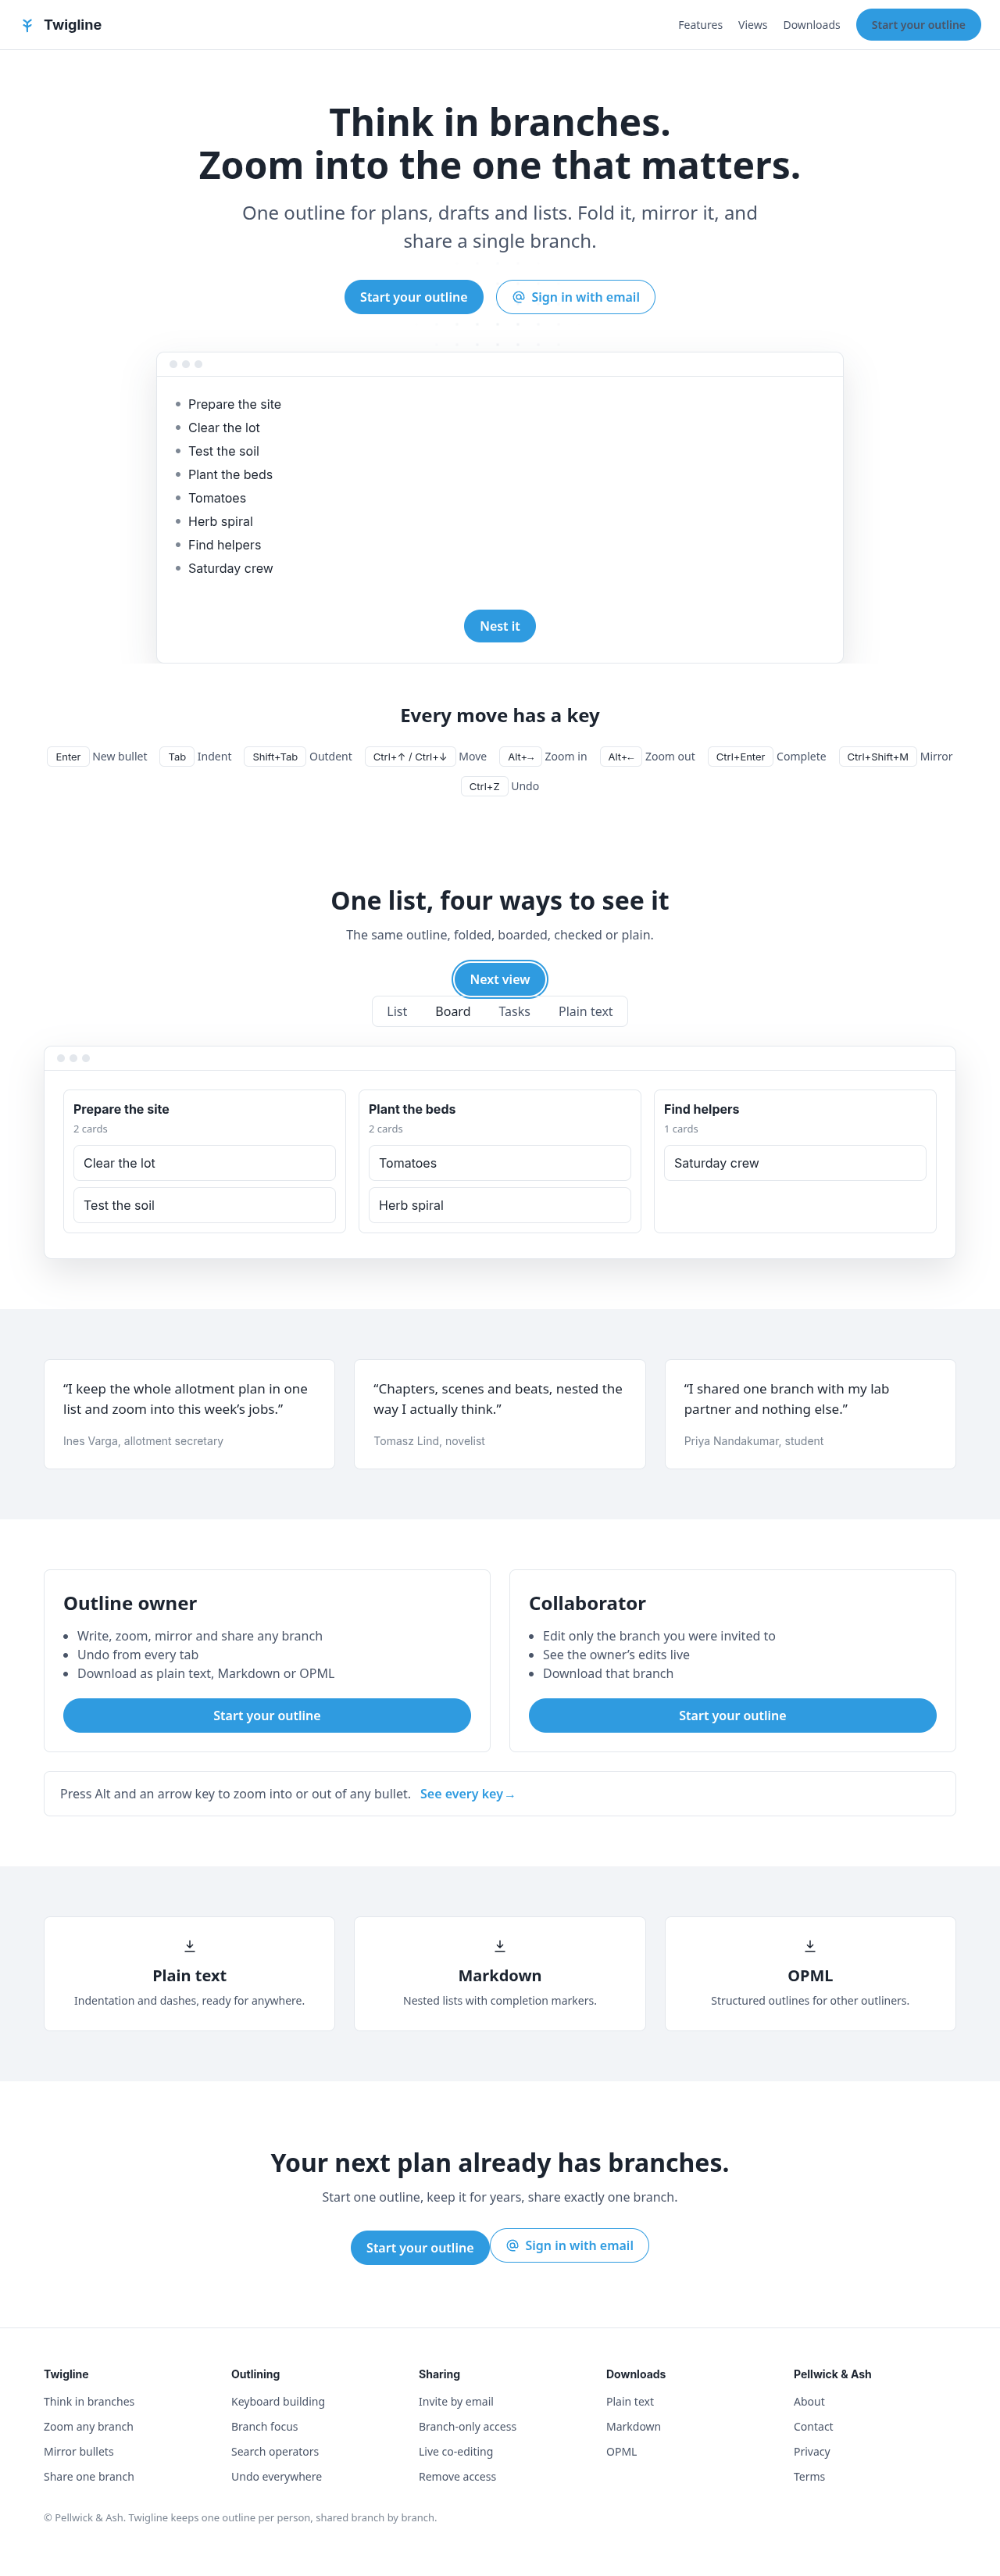 Twigline
Features Views Downloads Start your outline
Think in branches.
Zoom into the one that matters.
One outline for plans, drafts and lists. Fold it, mirror it, and
share a single branch.
Start your outline @ Sign in with email
Prepare the site
Clear the lot
Test the soil
Plant the beds
Tomatoes
Herb spiral
Find helpers
Saturday crew
Nest it
Every move has a key
Enter New bullet Tab Indent Shift+Tab Outdent Ctrl+↑ / Ctrl+↓ Move Alt+→ Zoom in Alt+← Zoom out Ctrl+Enter Complete Ctrl+Shift+M Mirror
Ctrl+Z Undo
One list, four ways to see it
The same outline, folded, boarded, checked or plain.
Next view
List Board Tasks Plain text
Prepare the site
2 cards
Clear the lot
Test the soil
Plant the beds
2 cards
Tomatoes
Herb spiral
Find helpers
1 cards
Saturday crew
“I keep the whole allotment plan in one
list and zoom into this week’s jobs.”
Ines Varga, allotment secretary
“Chapters, scenes and beats, nested the
way I actually think.”
Tomasz Lind, novelist
“I shared one branch with my lab
partner and nothing else.”
Priya Nandakumar, student
Outline owner
Write, zoom, mirror and share any branch
Undo from every tab
Download as plain text, Markdown or OPML
Start your outline
Collaborator
Edit only the branch you were invited to
See the owner’s edits live
Download that branch
Start your outline
Press Alt and an arrow key to zoom into or out of any bullet. See every key→
Plain text
Indentation and dashes, ready for anywhere.
Markdown
Nested lists with completion markers.
OPML
Structured outlines for other outliners.
Your next plan already has branches.
Start one outline, keep it for years, share exactly one branch.
Start your outline @ Sign in with email
Twigline
Think in branches
Zoom any branch
Mirror bullets
Share one branch
Outlining
Keyboard building
Branch focus
Search operators
Undo everywhere
Sharing
Invite by email
Branch-only access
Live co-editing
Remove access
Downloads
Plain text
Markdown
OPML
Pellwick & Ash
About
Contact
Privacy
Terms
© Pellwick & Ash. Twigline keeps one outline per person, shared branch by branch.